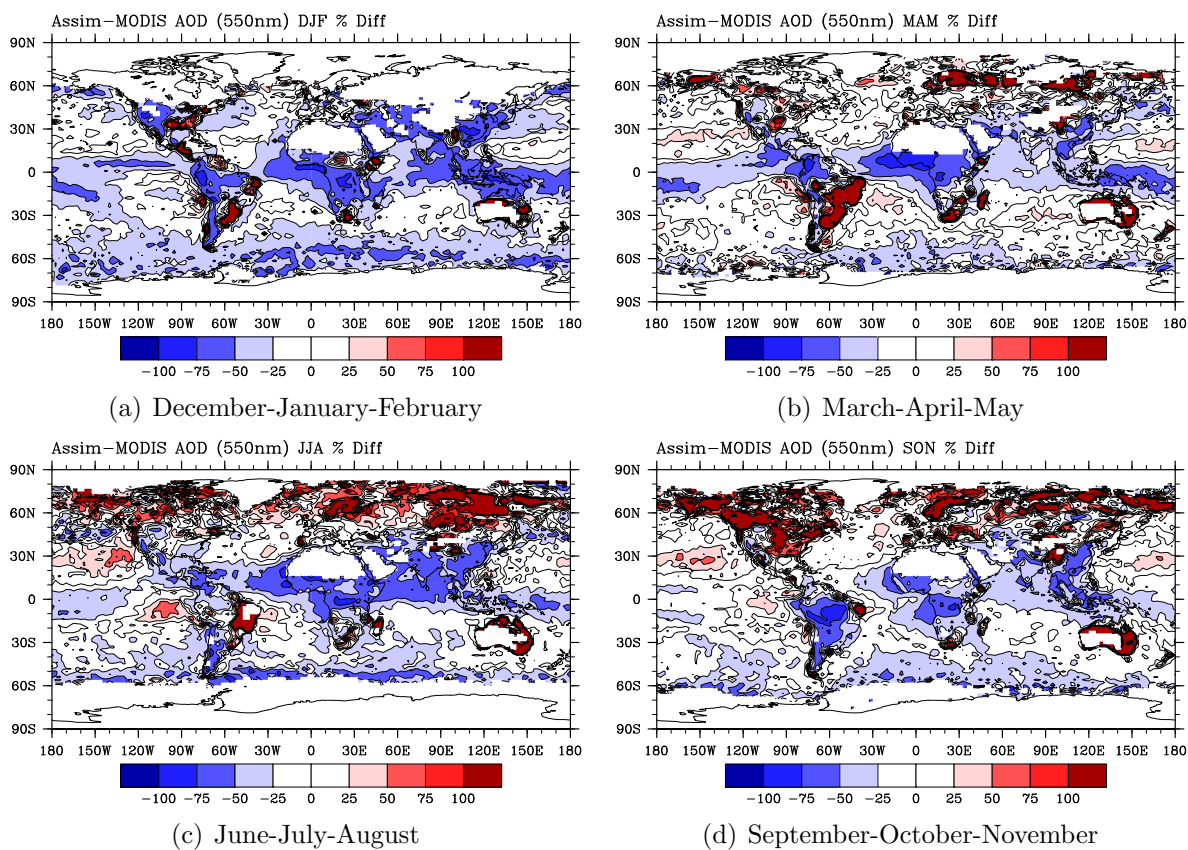 Assim-MODIS AOD (550nm) DJF % Diff
90N
60N
30N
0
30S
60S
90S
180 150W 120W 90W 60W 30W 0 30E 60E 90E 120E 150E 180
-100 -75 -50 -25 0 25 50 75 100
(a) December-January-February
Assim-MODIS AOD (550nm) MAM % Diff
90N
60N
30N
0
30S
60S
90S
180 150W 120W 90W 60W 30W 0 30E 60E 90E 120E 150E 180
-100 -75 -50 -25 0 25 50 75 100
(b) March-April-May
Assim-MODIS AOD (550nm) JJA % Diff
90N
60N
30N
0
30S
60S
90S
180 150W 120W 90W 60W 30W 0 30E 60E 90E 120E 150E 180
-100 -75 -50 -25 0 25 50 75 100
(c) June-July-August
Assim-MODIS AOD (550nm) SON % Diff
90N
60N
30N
0
30S
60S
90S
180 150W 120W 90W 60W 30W 0 30E 60E 90E 120E 150E 180
-100 -75 -50 -25 0 25 50 75 100
(d) September-October-November